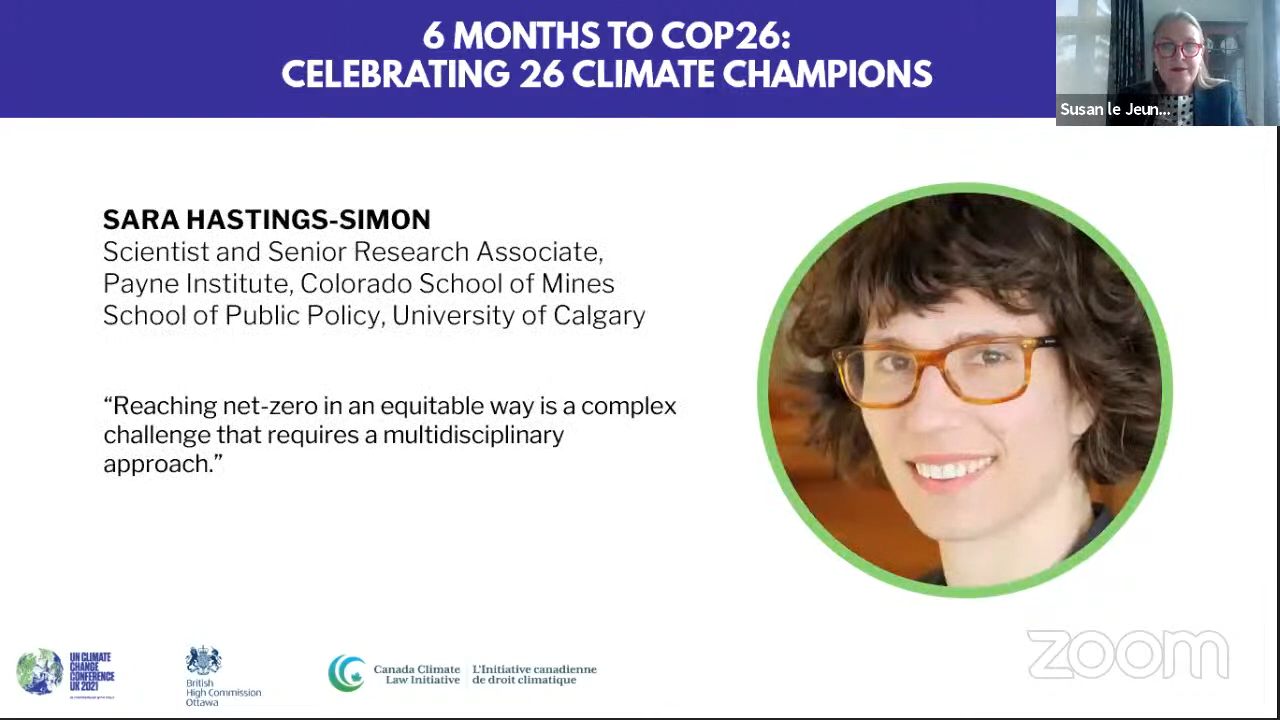 6 MONTHS TO COP26:
CELEBRATING 26 CLIMATE CHAMPIONS
Susan le Jeun...
SARA HASTINGS-SIMON
Scientist and Senior Research Associate,
Payne Institute, Colorado School of Mines
School of Public Policy, University of Calgary
“Reaching net-zero in an equitable way is a complex
challenge that requires a multidisciplinary
approach.”
zoom
UN CLIMATE
CHANGE
CONFERENCE
UK 2021
British
High Commission
Ottawa
Canada Climate
Law Initiative
L'Initiative canadienne
de droit climatique